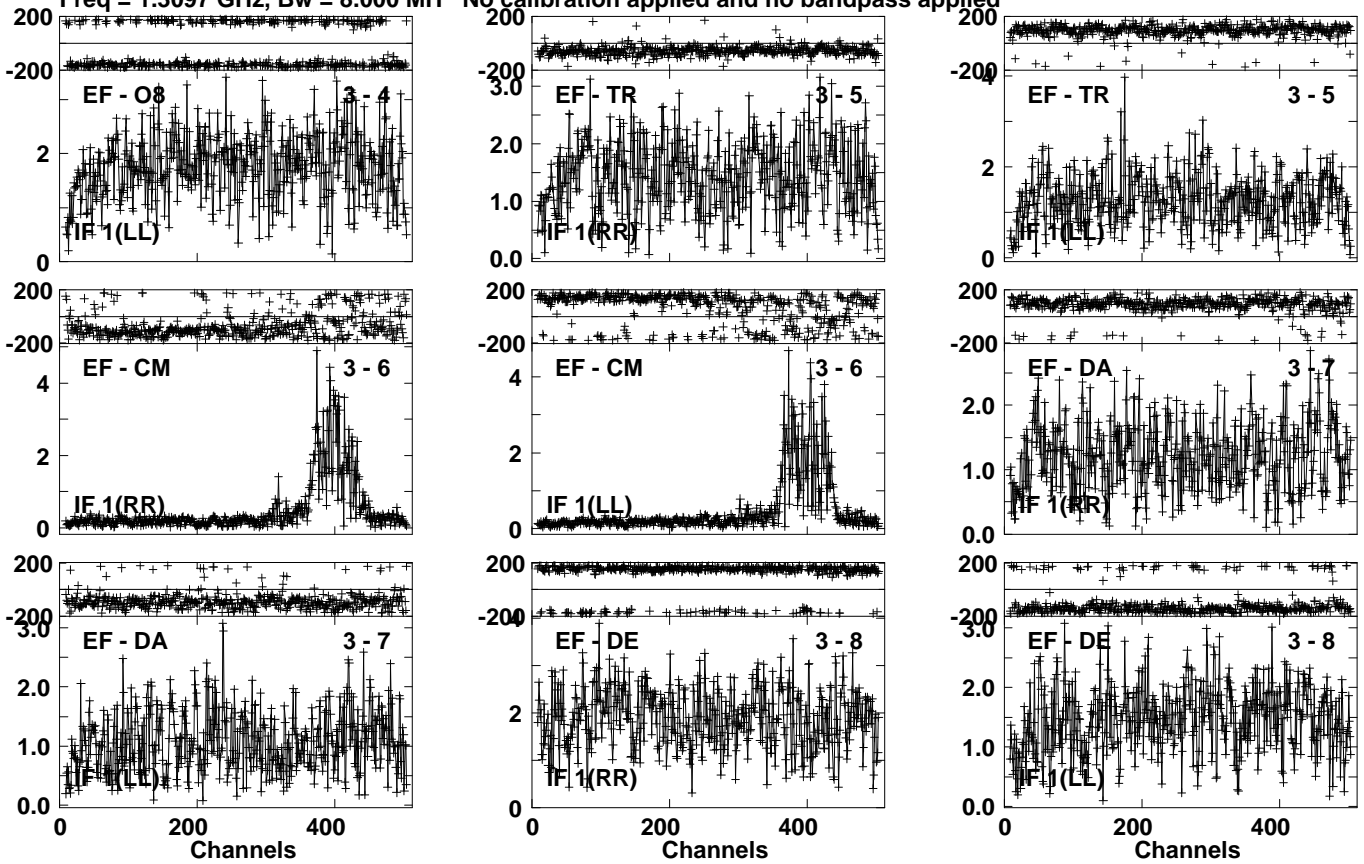 Freq = 1.5097 GHz, Bw = 8.000 MH No calibration applied and no bandpass applied
200 200 200
-200 -200 -200
EF - O8 3 - 4 EF - TR 3 - 5 EF - TR 3 - 5
3.0 4
2 2.0 2
1.0
IF 1(LL) IF 1(RR) IF 1(LL)
0 0.0 0
200 200 200
-200 -200 -200
EF - CM 3 - 6 EF - CM 3 - 6 EF - DA 3 - 7
4 4 2.0
2 2 1.0
IF 1(RR) IF 1(LL) IF 1(RR)
0 0 0.0
200 200 200
-200 -200 -200
3.0 4 3.0
EF - DA 3 - 7 EF - DE 3 - 8 EF - DE 3 - 8
2.0 2 2.0
1.0 1.0
IF 1(LL) IF 1(RR) IF 1(LL)
0.0 0 0.0
0 200 400 0 200 400 0 200 400
Channels Channels Channels